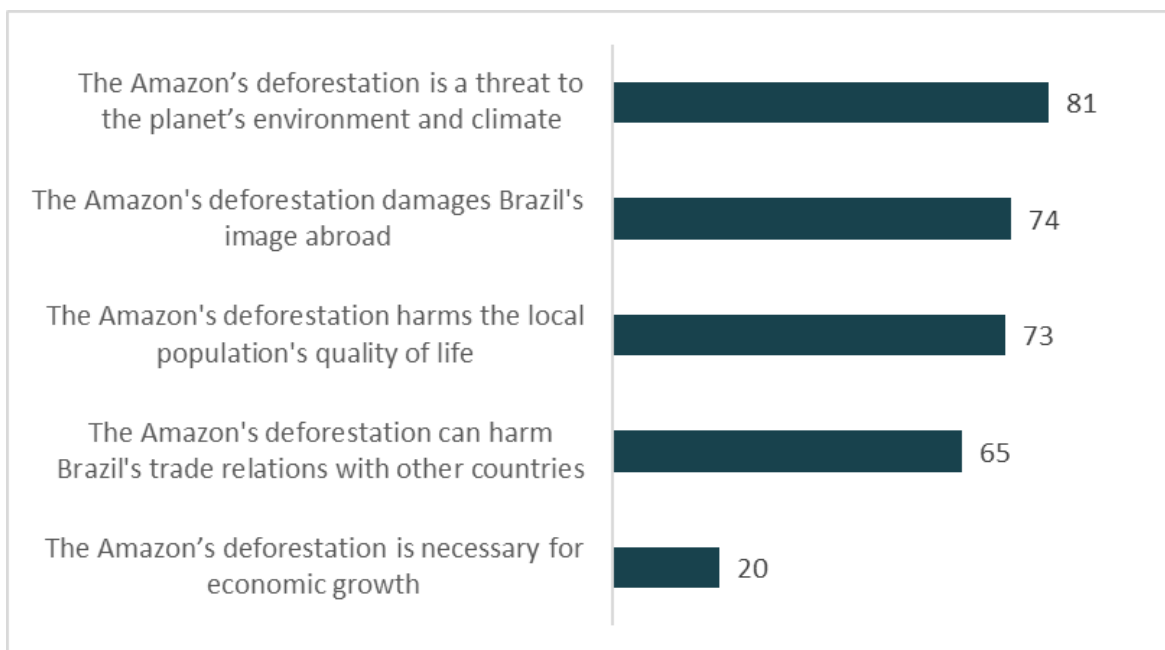 The Amazon’s deforestation is a threat to
the planet’s environment and climate
81
The Amazon's deforestation damages Brazil's
image abroad
74
The Amazon's deforestation harms the local
population's quality of life
73
The Amazon's deforestation can harm
Brazil's trade relations with other countries
65
The Amazon’s deforestation is necessary for
economic growth
20